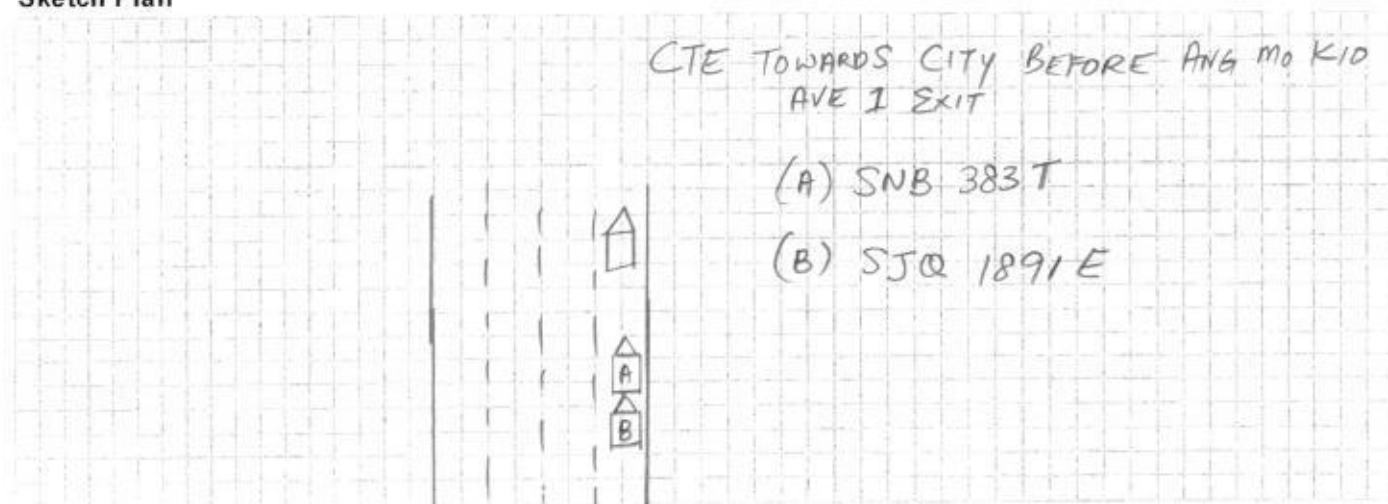 Sketch Plan
CTE TOWARDS CITY BEFORE ANG MO KIO
AVE 1 EXIT
(A) SNB 383 T
(B) SJQ 1891 E
A
B